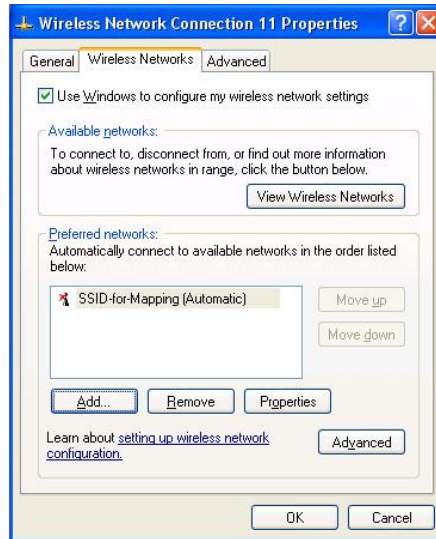 Wireless Network Connection 11 Properties
General Wireless Networks Advanced
Use Windows to configure my wireless network settings
Available networks:
To connect to, disconnect from, or find out more information
about wireless networks in range, click the button below.
View Wireless Networks
Preferred networks:
Automatically connect to available networks in the order listed
below:
SSID-for-Mapping (Automatic)
Move up
Move down
Add... Remove Properties
Learn about setting up wireless network
configuration.
Advanced
OK Cancel